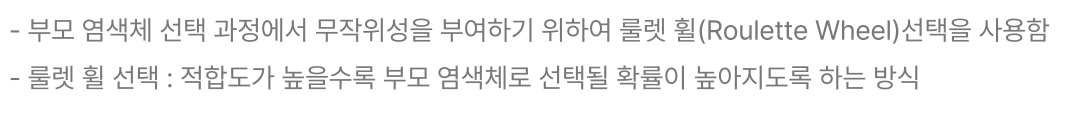 - 부모 염색체 선택 과정에서 무작위성을 부여하기 위하여 룰렛 휠(Roulette Wheel)선택을 사용함
- 룰렛 휠 선택 : 적합도가 높을수록 부모 염색체로 선택될 확률이 높아지도록 하는 방식